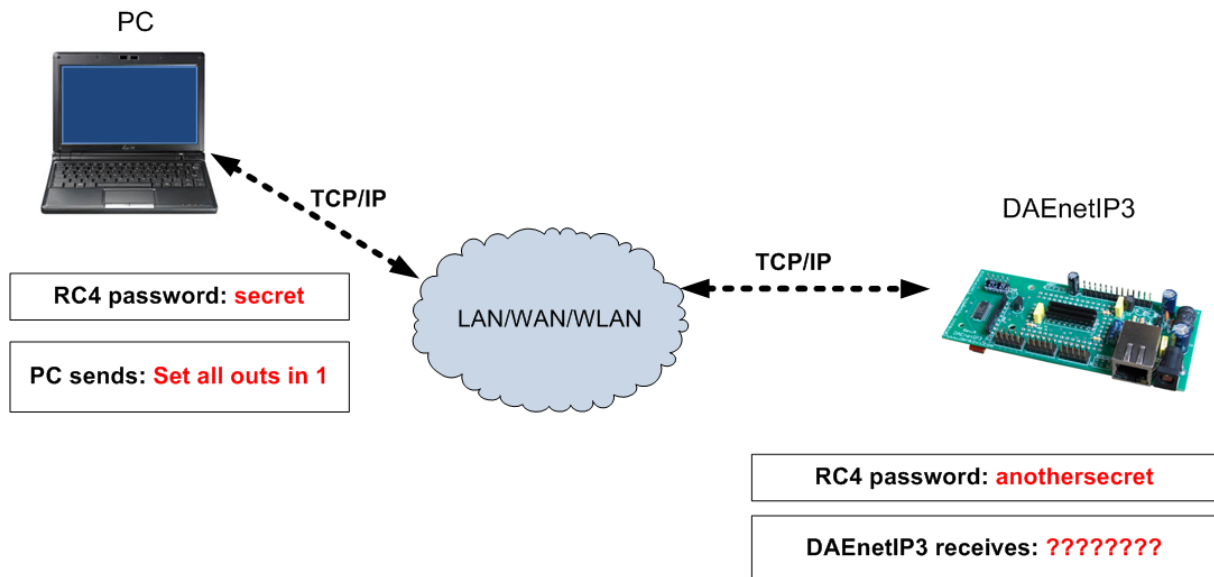 PC
TCP/IP
DAEnetIP3
TCP/IP
RC4 password: secret
LAN/WAN/WLAN
PC sends: Set all outs in 1
RC4 password: anothersecret
DAEnetIP3 receives: ????????